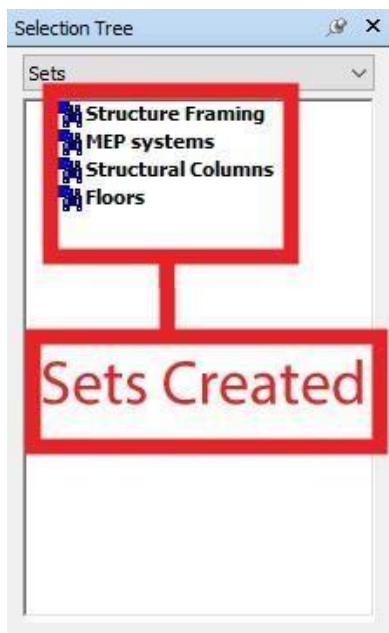 Selection Tree
Sets
Structure Framing
MEP systems
Structural Columns
Floors
Sets Created